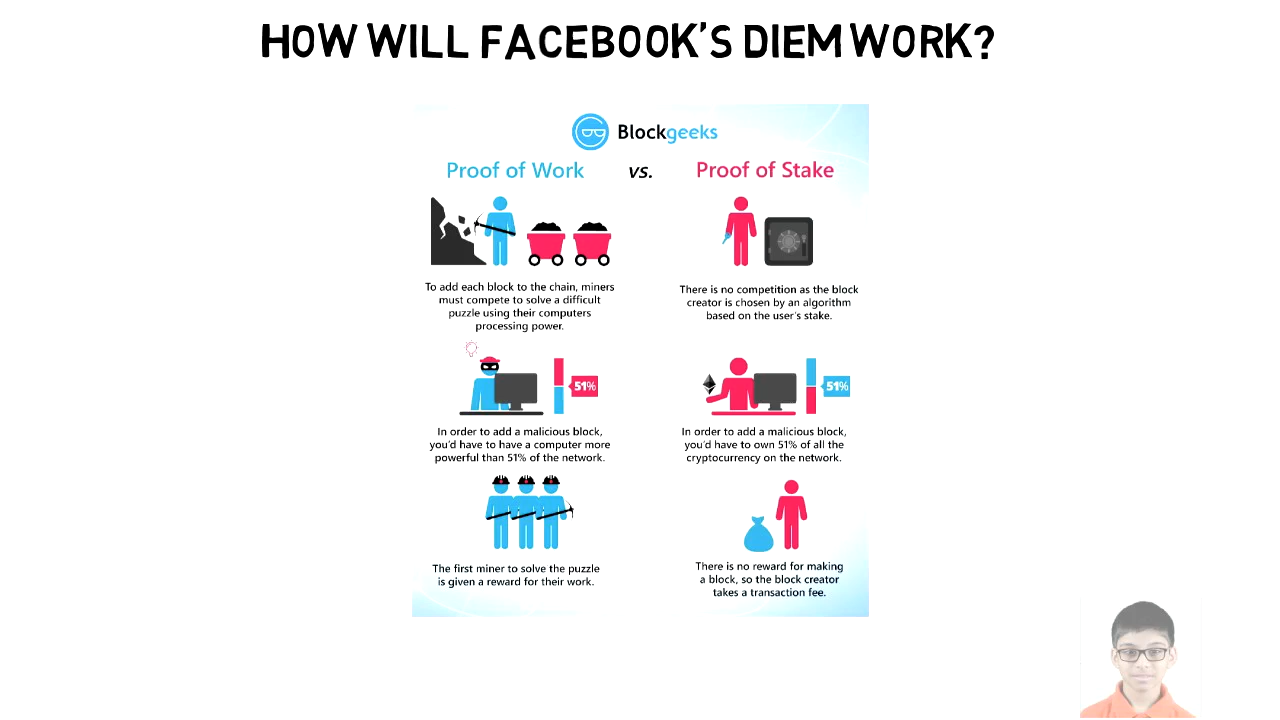 HOW WILL FACEBOOK'S DIEM WORK?
Blockgeeks
Proof of Work vs. Proof of Stake
To add each block to the chain, miners
must compete to solve a difficult
puzzle using their computers
processing power.
There is no competition as the block
creator is chosen by an algorithm
based on the user's stake.
51%
51%
In order to add a malicious block,
you'd have to have a computer more
powerful than 51% of the network.
In order to add a malicious block,
you'd have to own 51% of all the
cryptocurrency on the network.
The first miner to solve the puzzle
is given a reward for their work.
There is no reward for making
a block, so the block creator
takes a transaction fee.